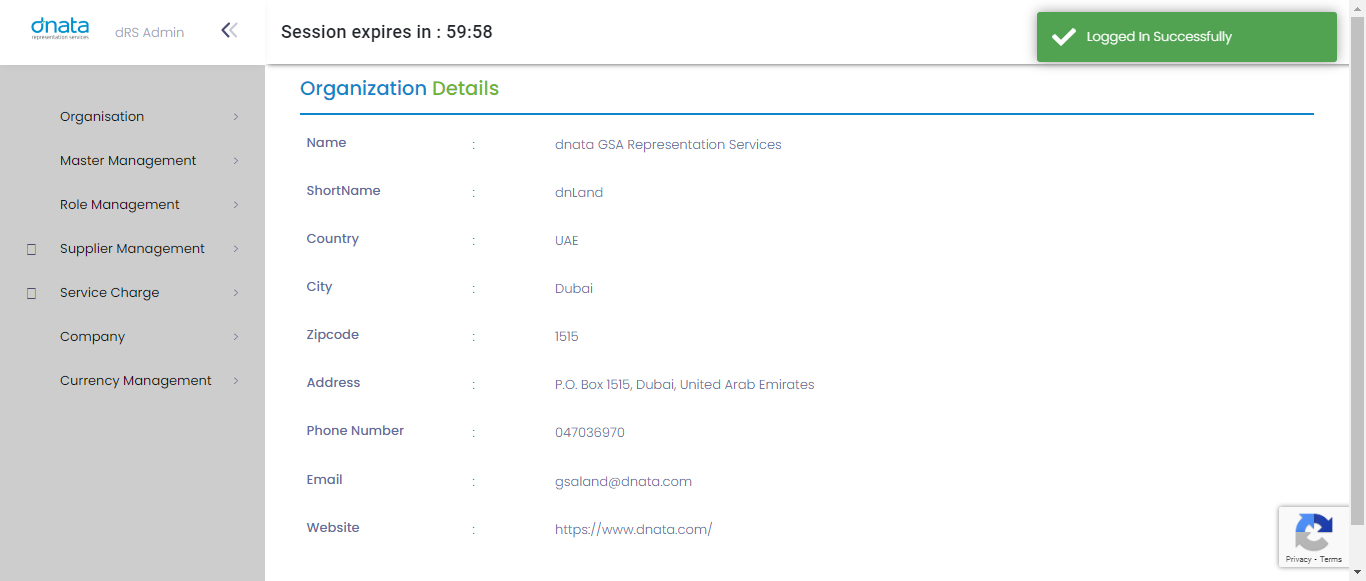 dnata
representation services
dRS Admin
Session expires in : 59:58
Logged In Successfully
Organization Details
Organisation
Master Management
Role Management
Supplier Management
Service Charge
Company
Currency Management
Name : dnata GSA Representation Services
ShortName : dnLand
Country : UAE
City : Dubai
Zipcode : 1515
Address : P.O. Box 1515, Dubai, United Arab Emirates
Phone Number : 047036970
Email : gsaland@dnata.com
Website : https://www.dnata.com/
Privacy - Terms